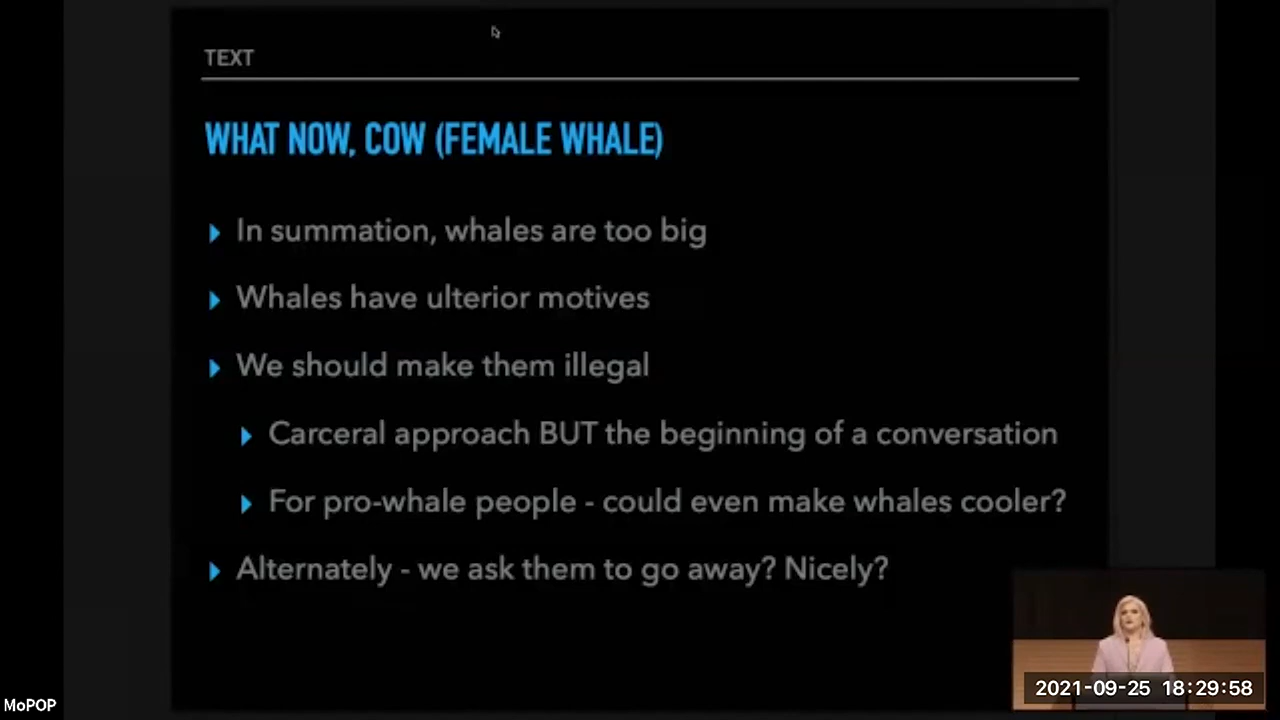 TEXT
WHAT NOW, COW (FEMALE WHALE)
In summation, whales are too big
Whales have ulterior motives
We should make them illegal
Carceral approach BUT the beginning of a conversation
For pro-whale people - could even make whales cooler?
Alternately - we ask them to go away? Nicely?
2021-09-25 18:29:58
MoPOP